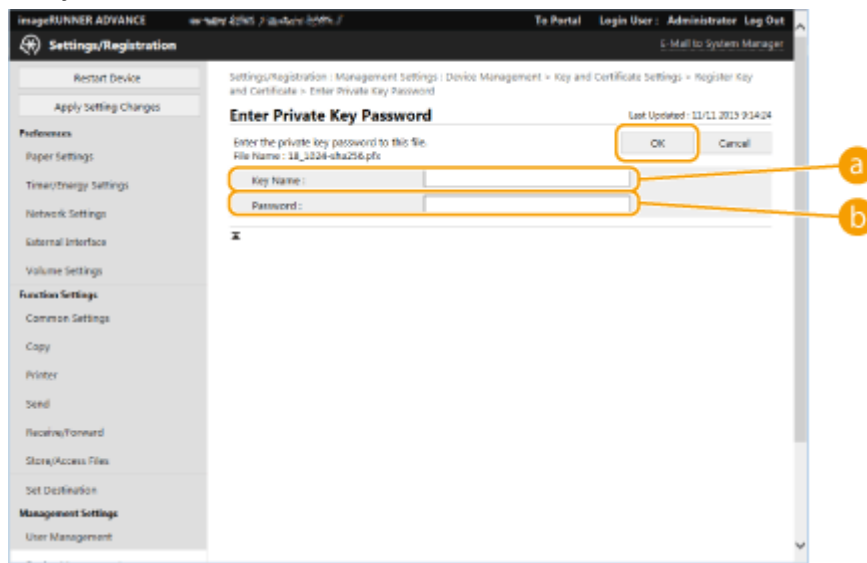 imageRUNNER ADVANCE
To Portal Login User : Administrator Log Out
Settings/Registration
E-Mail to System Manager
Restart Device
Apply Setting Changes
Preferences
Paper Settings
Timer/Energy Settings
Network Settings
External Interface
Volume Settings
Function Settings
Common Settings
Copy
Printer
Send
Receive/Forward
Store/Access Files
Set Destination
Management Settings
User Management
Settings/Registration : Management Settings : Device Management > Key and Certificate Settings > Register Key
and Certificate > Enter Private Key Password
Enter Private Key Password
Last Updated : 11/11 2015 9:14:24
Enter the private key password to this file.
File Name : 18_1024-sha256.pfx
OK Cancel
Key Name :
Password :
a
b